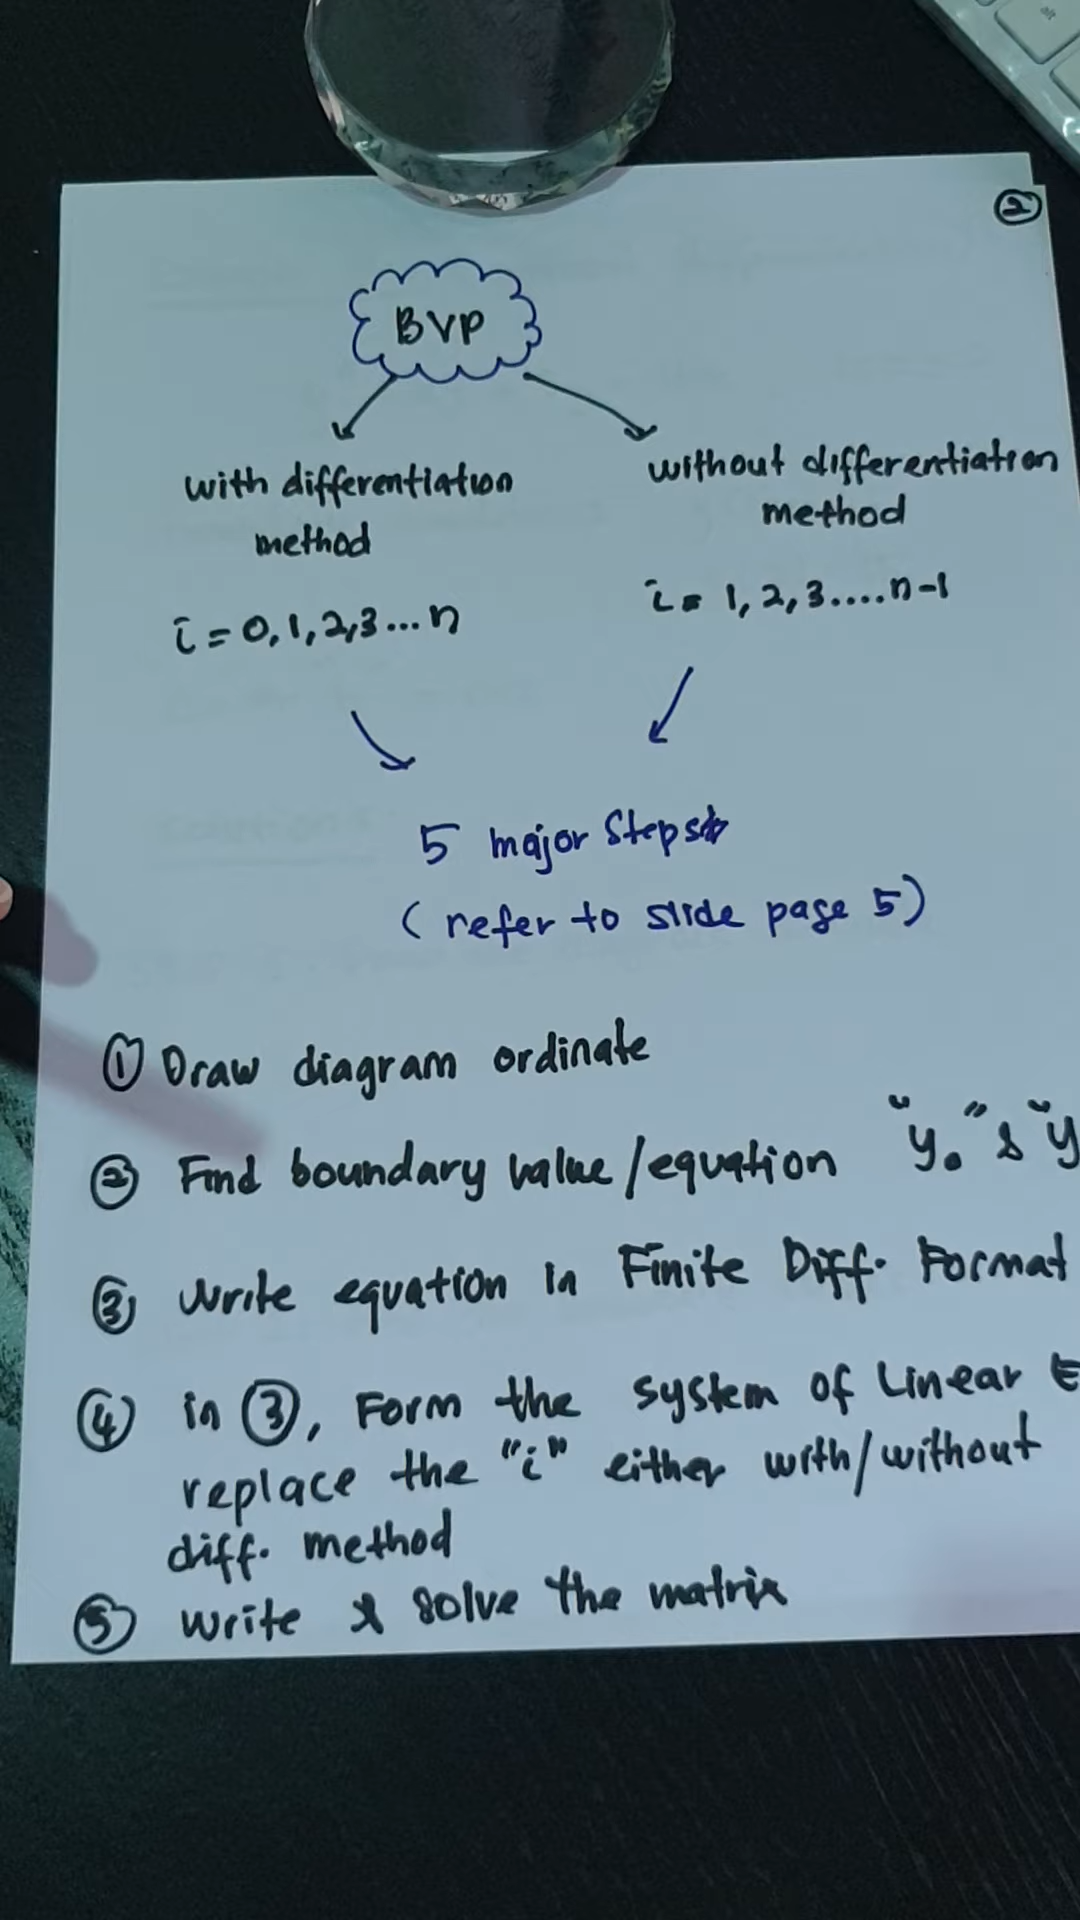 ②
BVP
with differentiation
method
i = 0, 1, 2, 3 ... n
without differentiation
method
i = 1, 2, 3 .... n-1
5 major steps
( refer to slide page 5 )
① Draw diagram ordinate
② Find boundary value / equation "y₀" & "y
③ Write equation in Finite Diff. Format
④ in ③, Form the system of Linear E
replace the "i" either with/without
diff. method
⑤ write & solve the matrix
alt